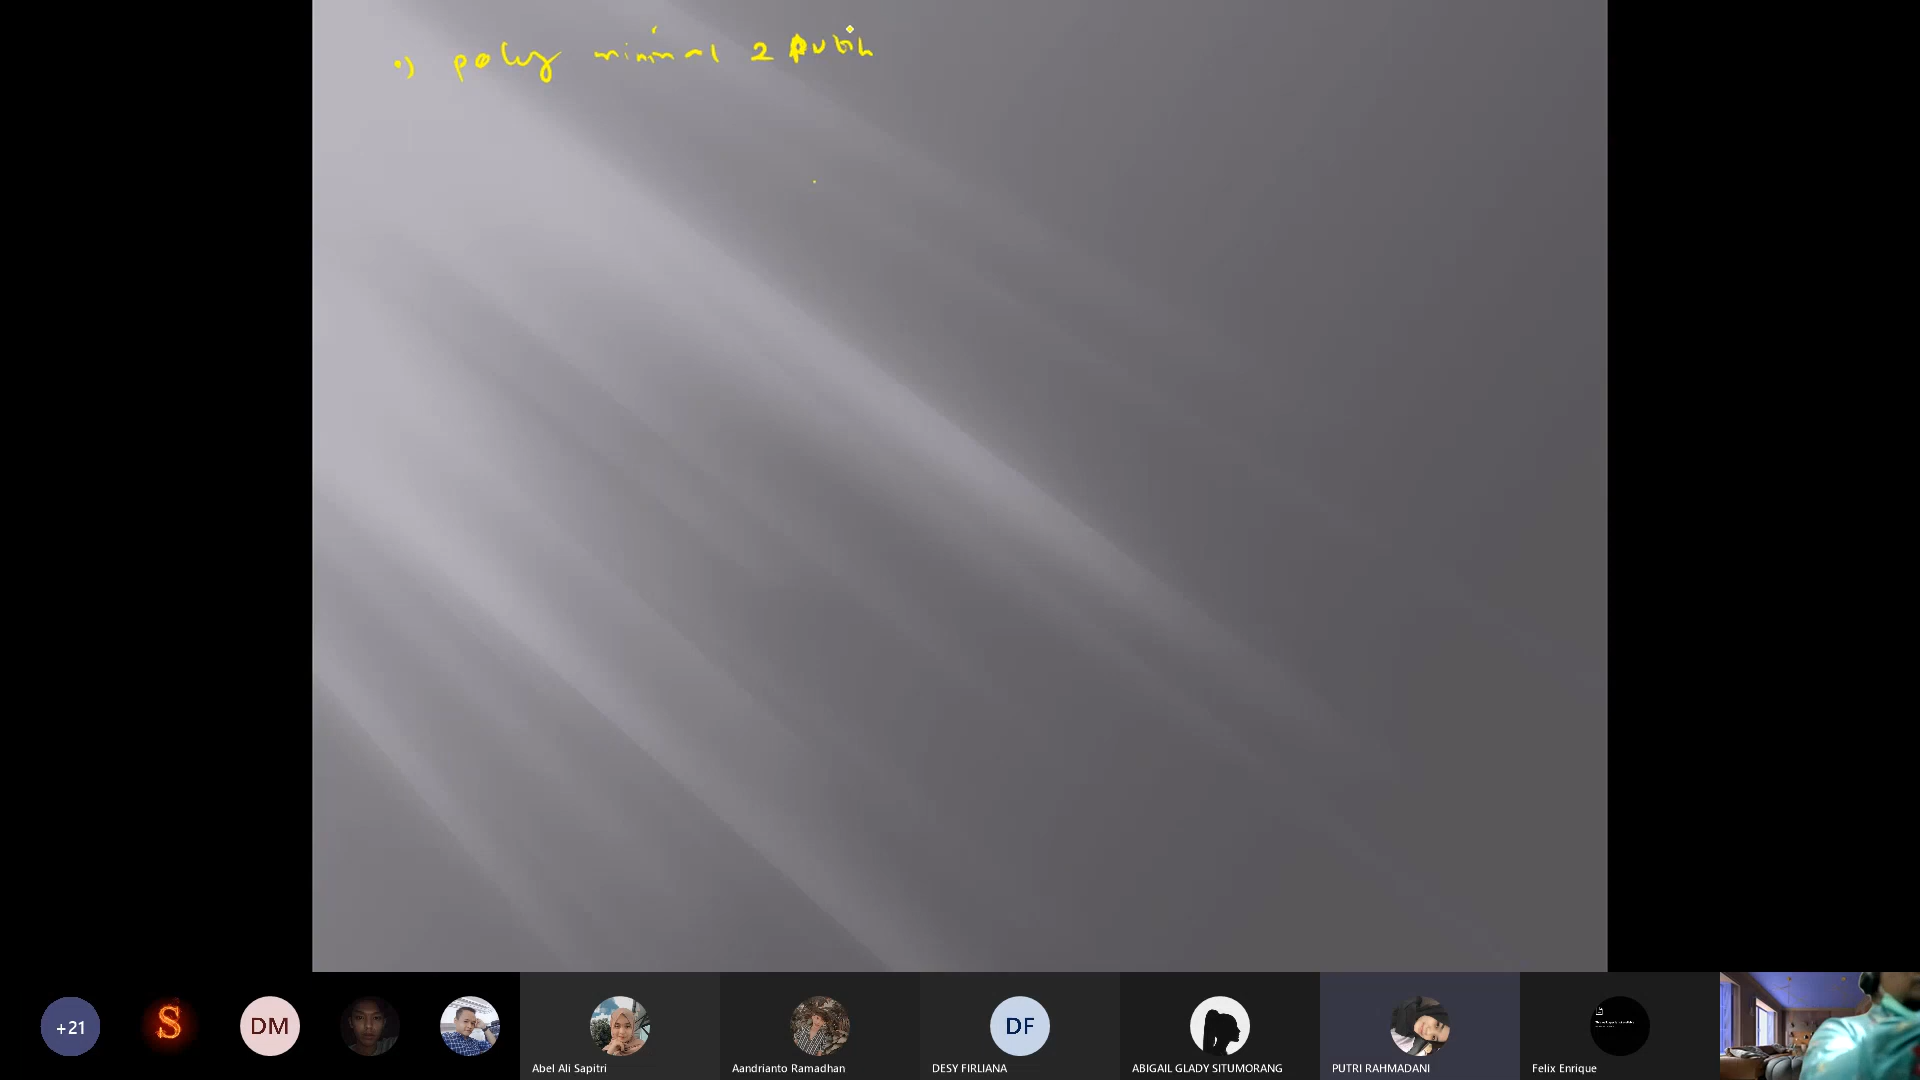 •) poly minimal 2 putih
+21
S
DM
DF
Abel Ali Sapitri
Aandrianto Ramadhan
DESY FIRLIANA
ABIGAIL GLADY SITUMORANG
PUTRI RAHMADANI
Felix Enrique